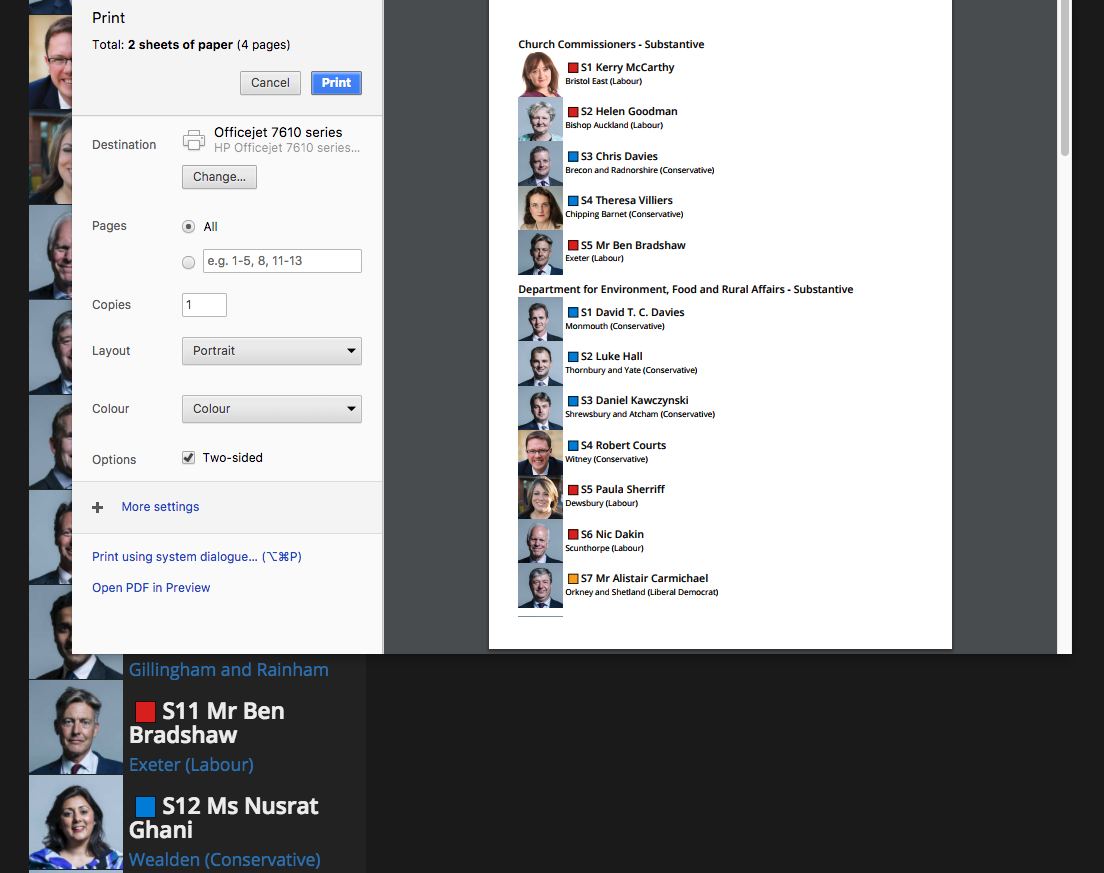 Print
Total: 2 sheets of paper (4 pages)
Cancel
Print
Destination
Officejet 7610 series
HP Officejet 7610 series...
Change...
Pages
All
e.g. 1-5, 8, 11-13
Copies
1
Layout
Portrait
Colour
Colour
Options
Two-sided
More settings
Print using system dialogue... (⌥⌘P)
Open PDF in Preview
Church Commissioners - Substantive
S1 Kerry McCarthy
Bristol East (Labour)
S2 Helen Goodman
Bishop Auckland (Labour)
S3 Chris Davies
Brecon and Radnorshire (Conservative)
S4 Theresa Villiers
Chipping Barnet (Conservative)
S5 Mr Ben Bradshaw
Exeter (Labour)
Department for Environment, Food and Rural Affairs - Substantive
S1 David T. C. Davies
Monmouth (Conservative)
S2 Luke Hall
Thornbury and Yate (Conservative)
S3 Daniel Kawczynski
Shrewsbury and Atcham (Conservative)
S4 Robert Courts
Witney (Conservative)
S5 Paula Sherriff
Dewsbury (Labour)
S6 Nic Dakin
Scunthorpe (Labour)
S7 Mr Alistair Carmichael
Orkney and Shetland (Liberal Democrat)
Gillingham and Rainham
S11 Mr Ben
Bradshaw
Exeter (Labour)
S12 Ms Nusrat
Ghani
Wealden (Conservative)